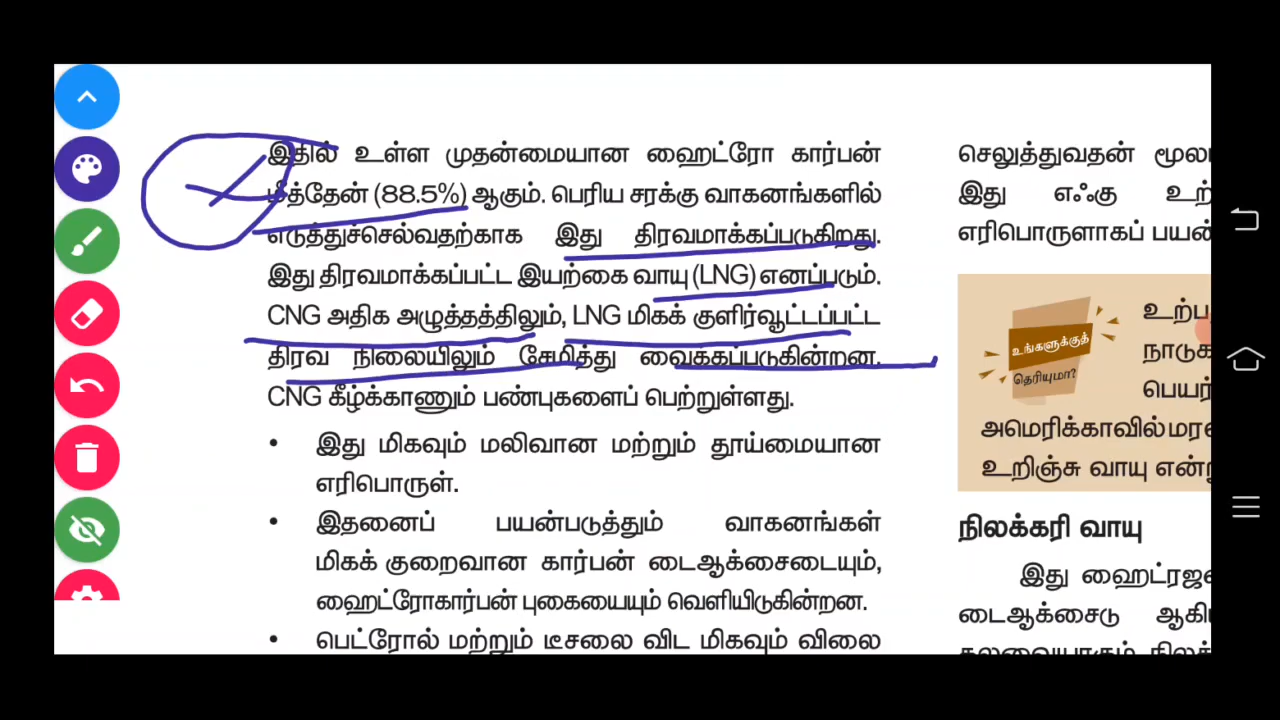 இதில் உள்ள முதன்மையான ஹைட்ரோ கார்பன்
மீத்தேன் (88.5%) ஆகும். பெரிய சரக்கு வாகனங்களில்
எடுத்துச்செல்வதற்காக இது திரவமாக்கப்படுகிறது.
இது திரவமாக்கப்பட்ட இயற்கை வாயு (LNG) எனப்படும்.
CNG அதிக அழுத்தத்திலும், LNG மிகக் குளிர்வூட்டப்பட்ட
திரவ நிலையிலும் சேமித்து வைக்கப்படுகின்றன.
CNG கீழ்க்காணும் பண்புகளைப் பெற்றுள்ளது.
• இது மிகவும் மலிவான மற்றும் தூய்மையான
எரிபொருள்.
• இதனைப் பயன்படுத்தும் வாகனங்கள்
மிகக் குறைவான கார்பன் டைஆக்சைடையும்,
ஹைட்ரோகார்பன் புகையையும் வெளியிடுகின்றன.
• பெட்ரோல் மற்றும் டீசலை விட மிகவும் விலை
செலுத்துவதன்
இது எஃகு
எரிபொருளாகப்
உங்களுக்குத்
தெரியுமா?
அமெரிக்காவில்
உறிஞ்சு வாயு
நிலக்கரி வாயு
இது